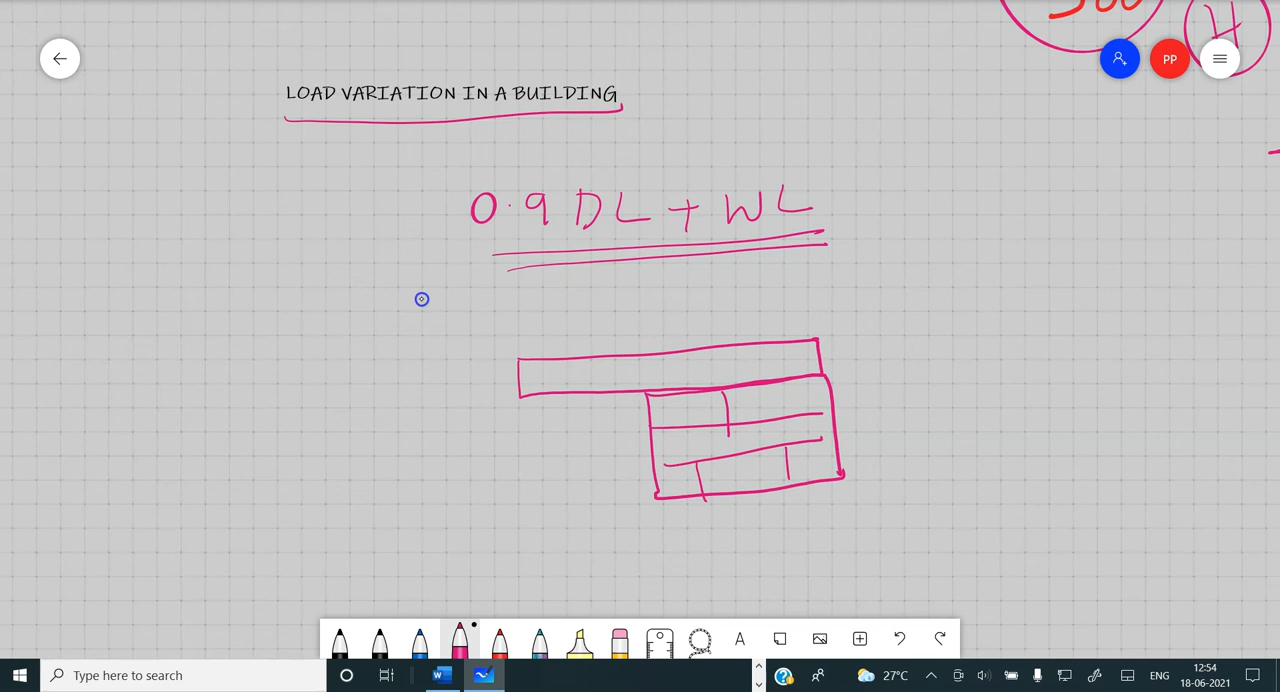 300
H
PP
LOAD VARIATION IN A BUILDING
0.9 DL + WL
A
Type here to search
W
27°C
ENG
12:54
18-06-2021